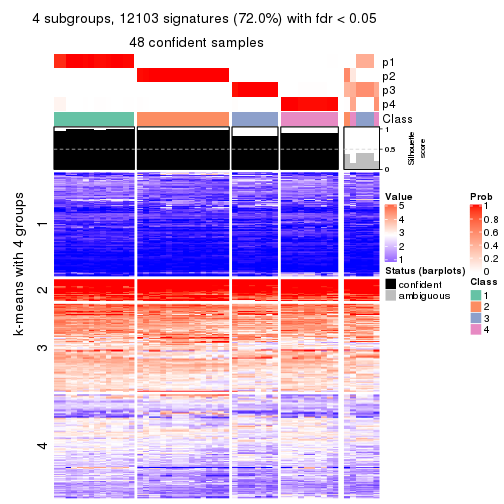 4 subgroups, 12103 signatures (72.0%) with fdr < 0.05
48 confident samples
p1
p2
p3
p4
Class
1
0.5
0
Silhouette
score
k-means with 4 groups
1
2
3
4
Value
5
4
3
2
1
Status (barplots)
confident
ambiguous
Prob
1
0.8
0.6
0.4
0.2
0
Class
1
2
3
4